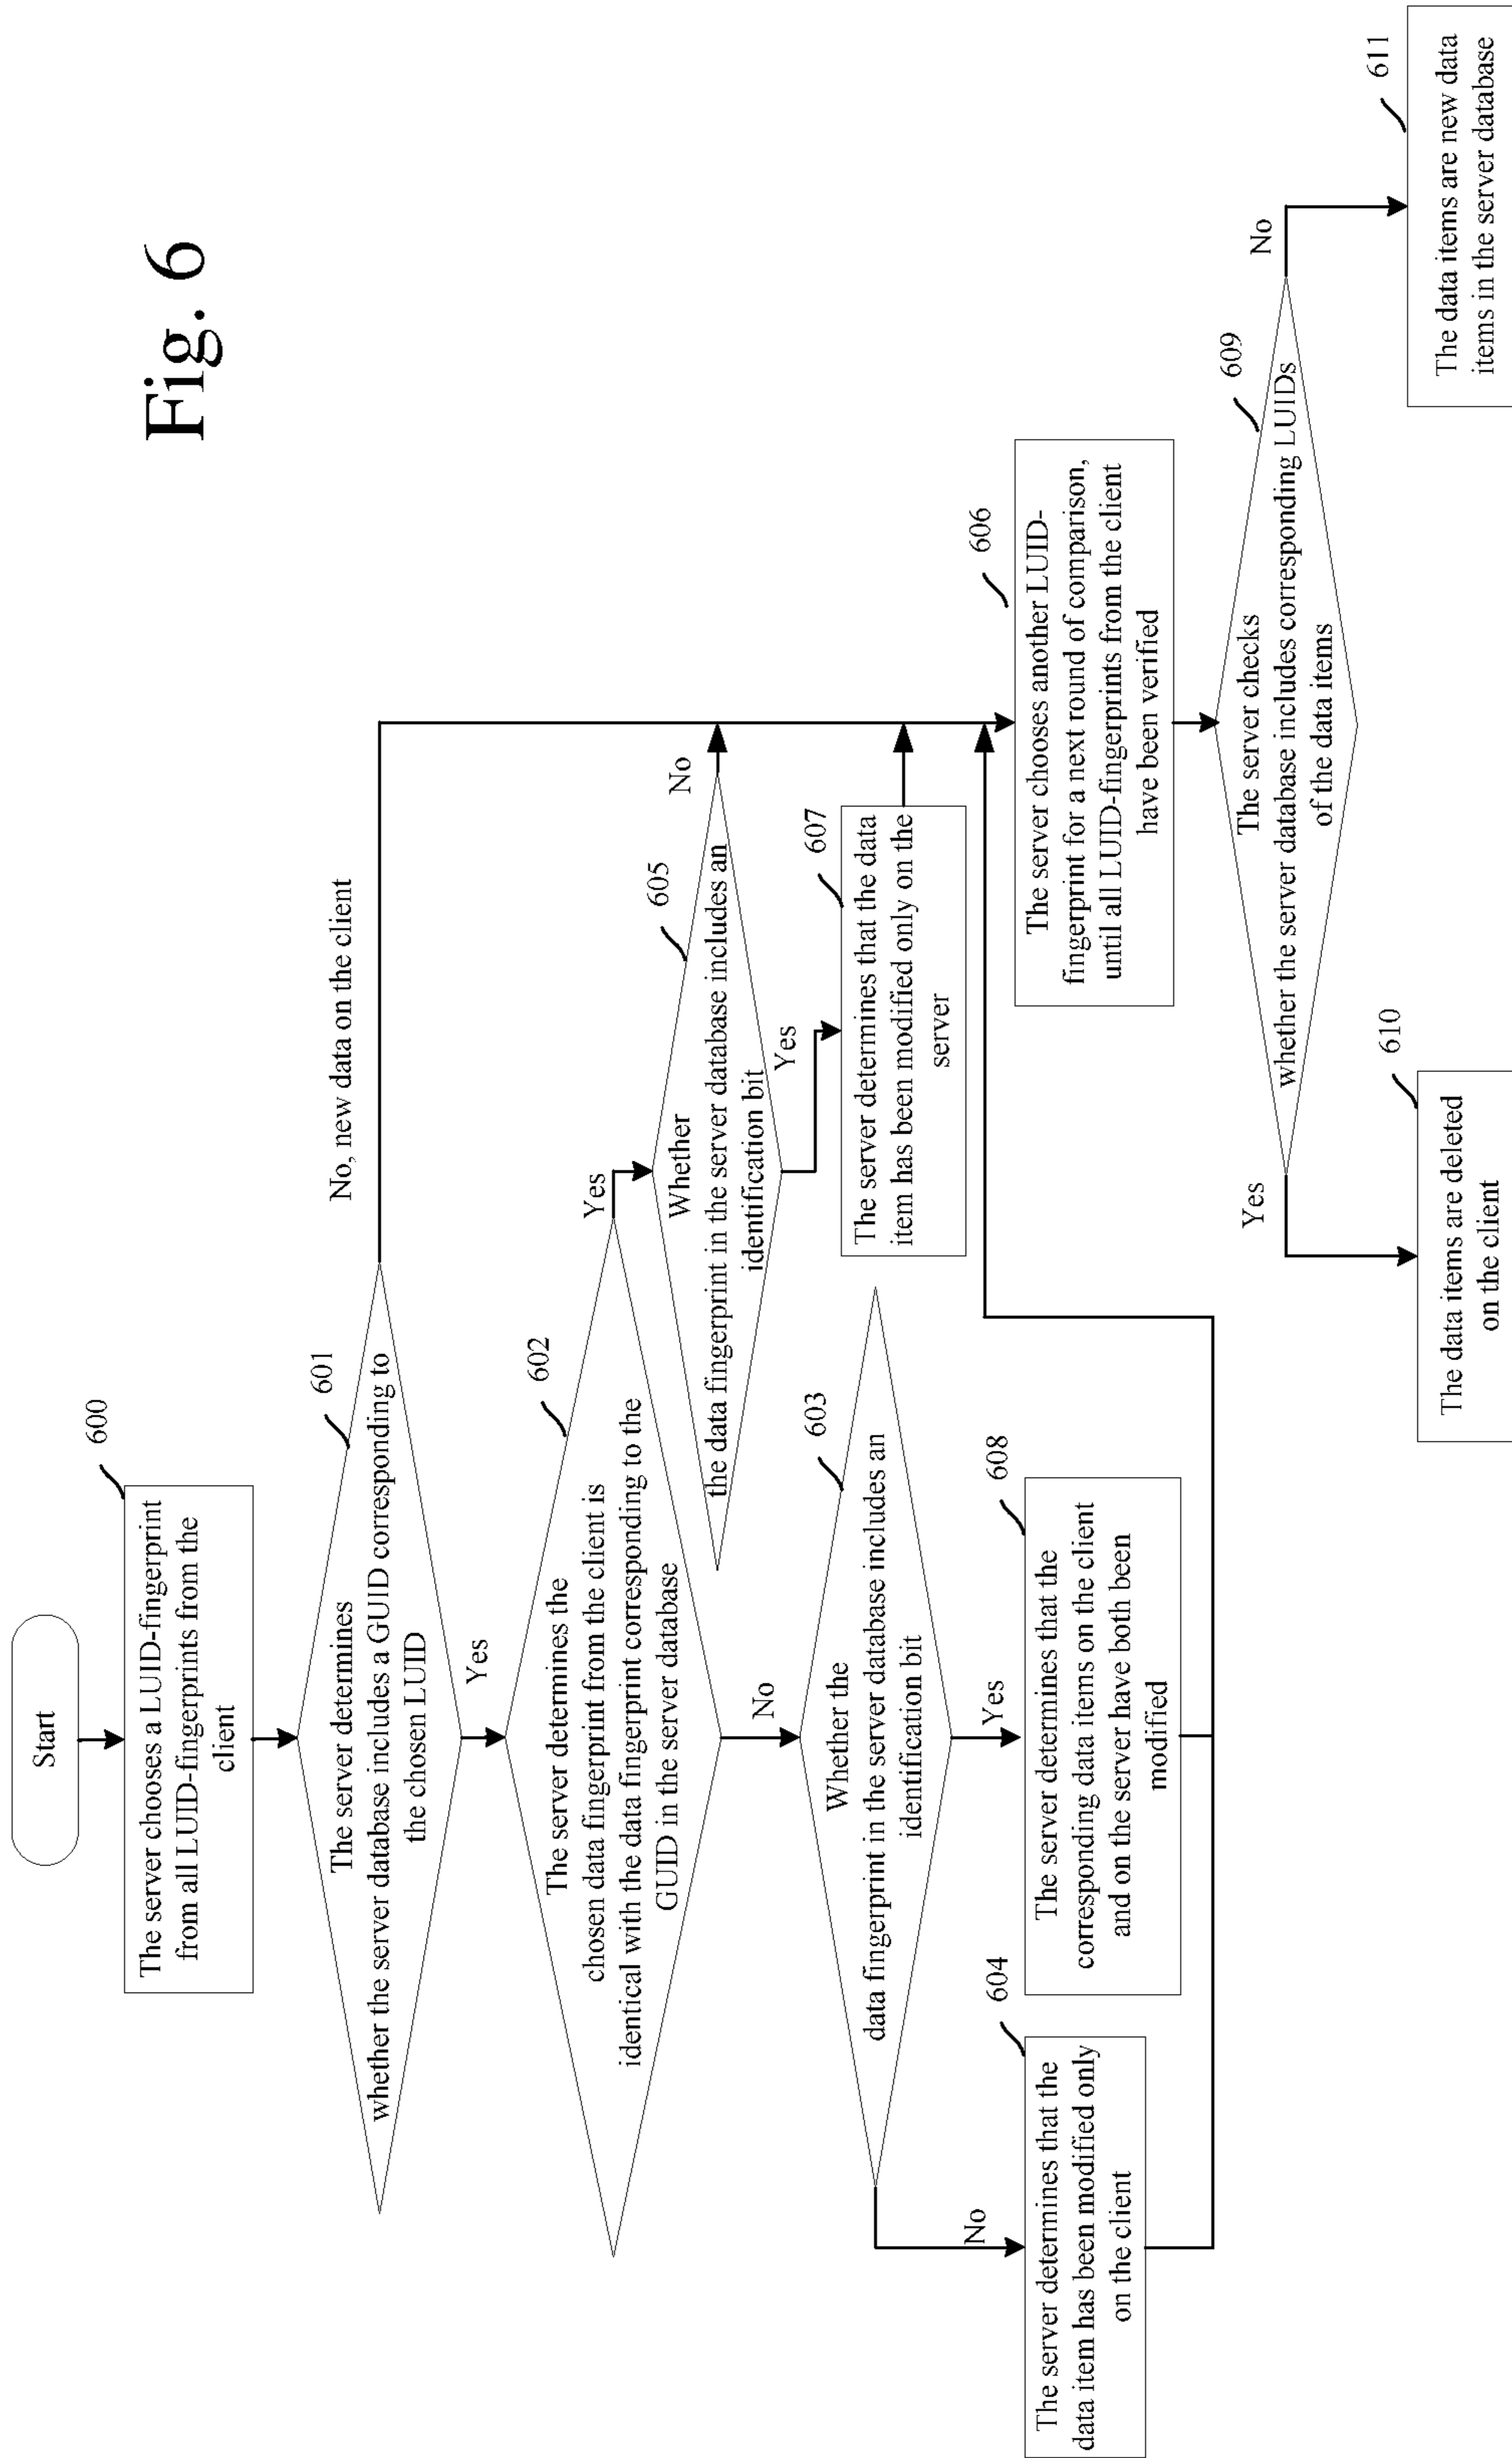 Fig. 6
Start
600
The server chooses a LUID-fingerprint
from all LUID-fingerprints from the
client
601
The server determines
whether the server database includes a GUID corresponding to
the chosen LUID
No, new data on the client
Yes
602
The server determines the
chosen data fingerprint from the client is
identical with the data fingerprint corresponding to the
GUID in the server database
Yes
605
Whether
the data fingerprint in the server database includes an
identification bit
No
Yes
No
603
Whether the
data fingerprint in the server database includes an
identification bit
607
The server determines that the data
item has been modified only on the
server
No
Yes
604
The server determines that the
data item has been modified only
on the client
608
The server determines that the
corresponding data items on the client
and on the server have both been
modified
606
The server chooses another LUID-
fingerprint for a next round of comparison,
until all LUID-fingerprints from the client
have been verified
609
The server checks
whether the server database includes corresponding LUIDs
of the data items
Yes
No
610
The data items are deleted
on the client
611
The data items are new data
items in the server database